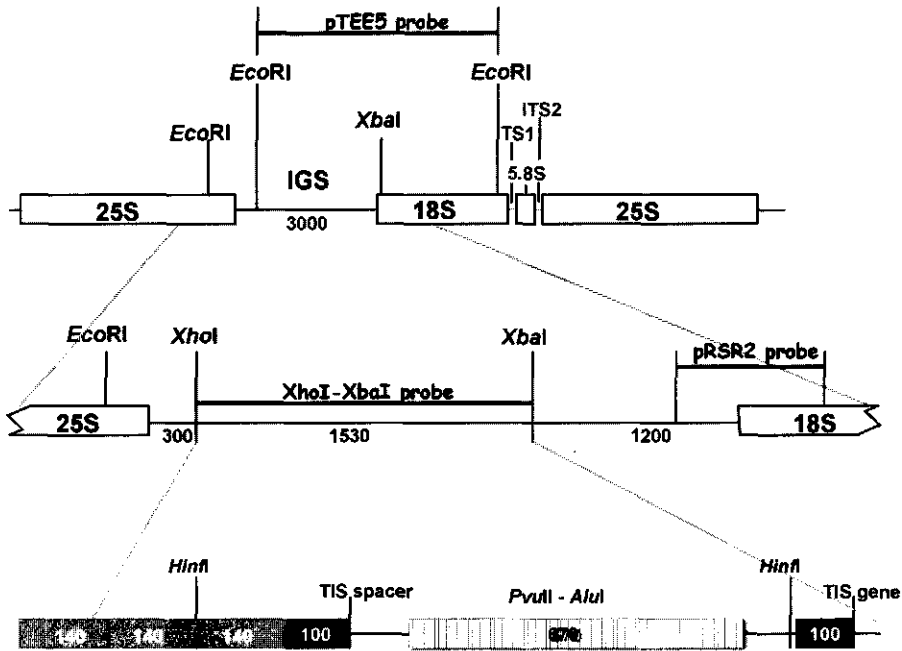 pTEE5 probe
EcoRI EcoRI
ITS2
EcoRI XbaI TS1
IGS 5.8S
25S 18S 25S
3000
EcoRI XhoI XbaI pRSR2 probe
XhoI-XbaI probe
25S 18S
300 1530 1200
HinfI HinfI
TIS spacer PvuII - AluI TIS gene
140 140 140 100 100